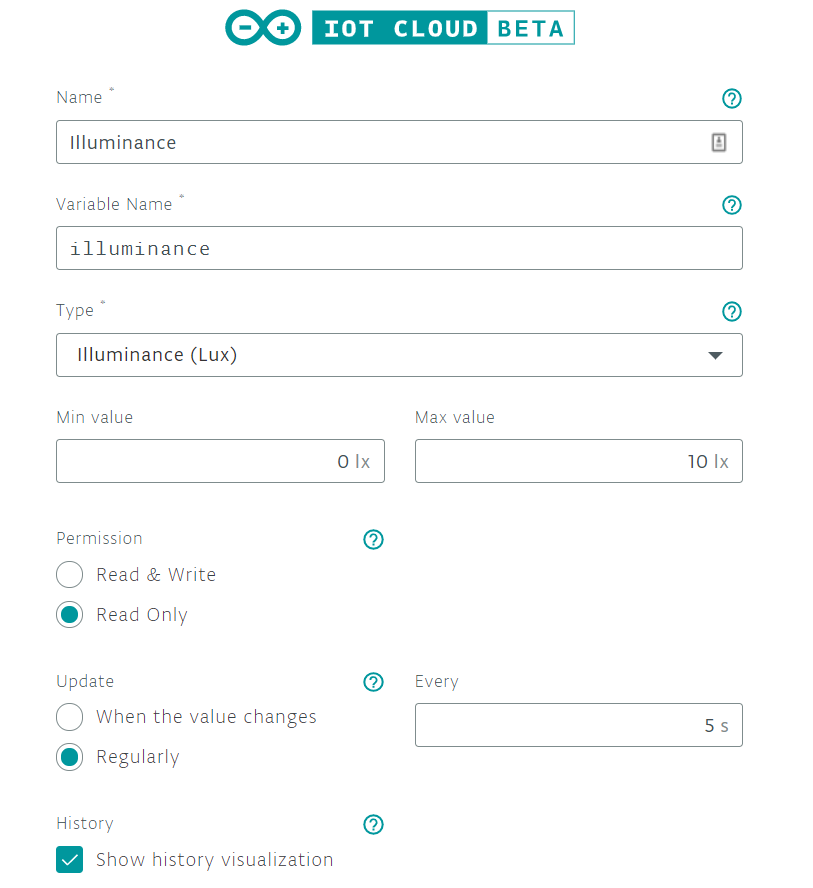 IOT CLOUD BETA
Name *
Illuminance
Variable Name *
illuminance
Type *
Illuminance (Lux)
Min value Max value
0 lx 10 lx
Permission
Read & Write
Read Only
Update Every
When the value changes
5 s
Regularly
History
Show history visualization